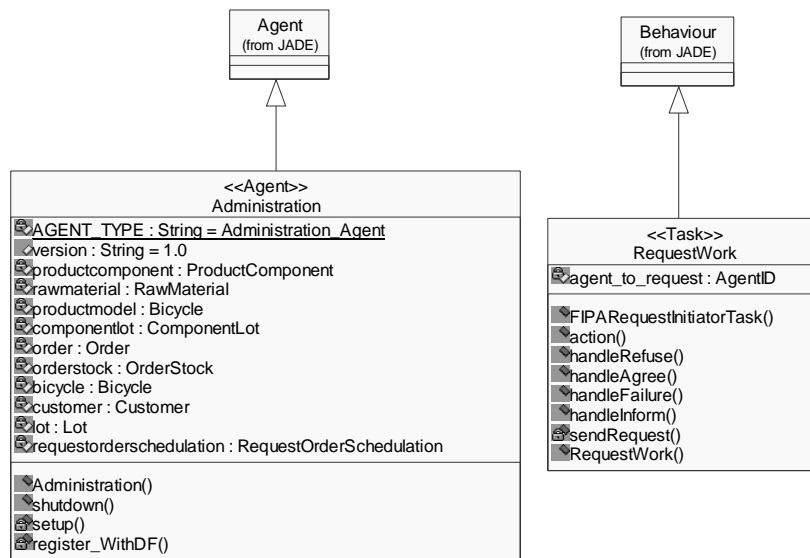 Agent
(from JADE)
<<Agent>>
Administration
AGENT_TYPE : String = Administration_Agent
version : String = 1.0
productcomponent : ProductComponent
rawmaterial : RawMaterial
productmodel : Bicycle
componentlot : ComponentLot
order : Order
orderstock : OrderStock
bicycle : Bicycle
customer : Customer
lot : Lot
requestorderschedulation : RequestOrderSchedulation
Administration()
shutdown()
setup()
register_WithDF()
Behaviour
(from JADE)
<<Task>>
RequestWork
agent_to_request : AgentID
FIPARequestInitiatorTask()
action()
handleRefuse()
handleAgree()
handleFailure()
handleInform()
sendRequest()
RequestWork()